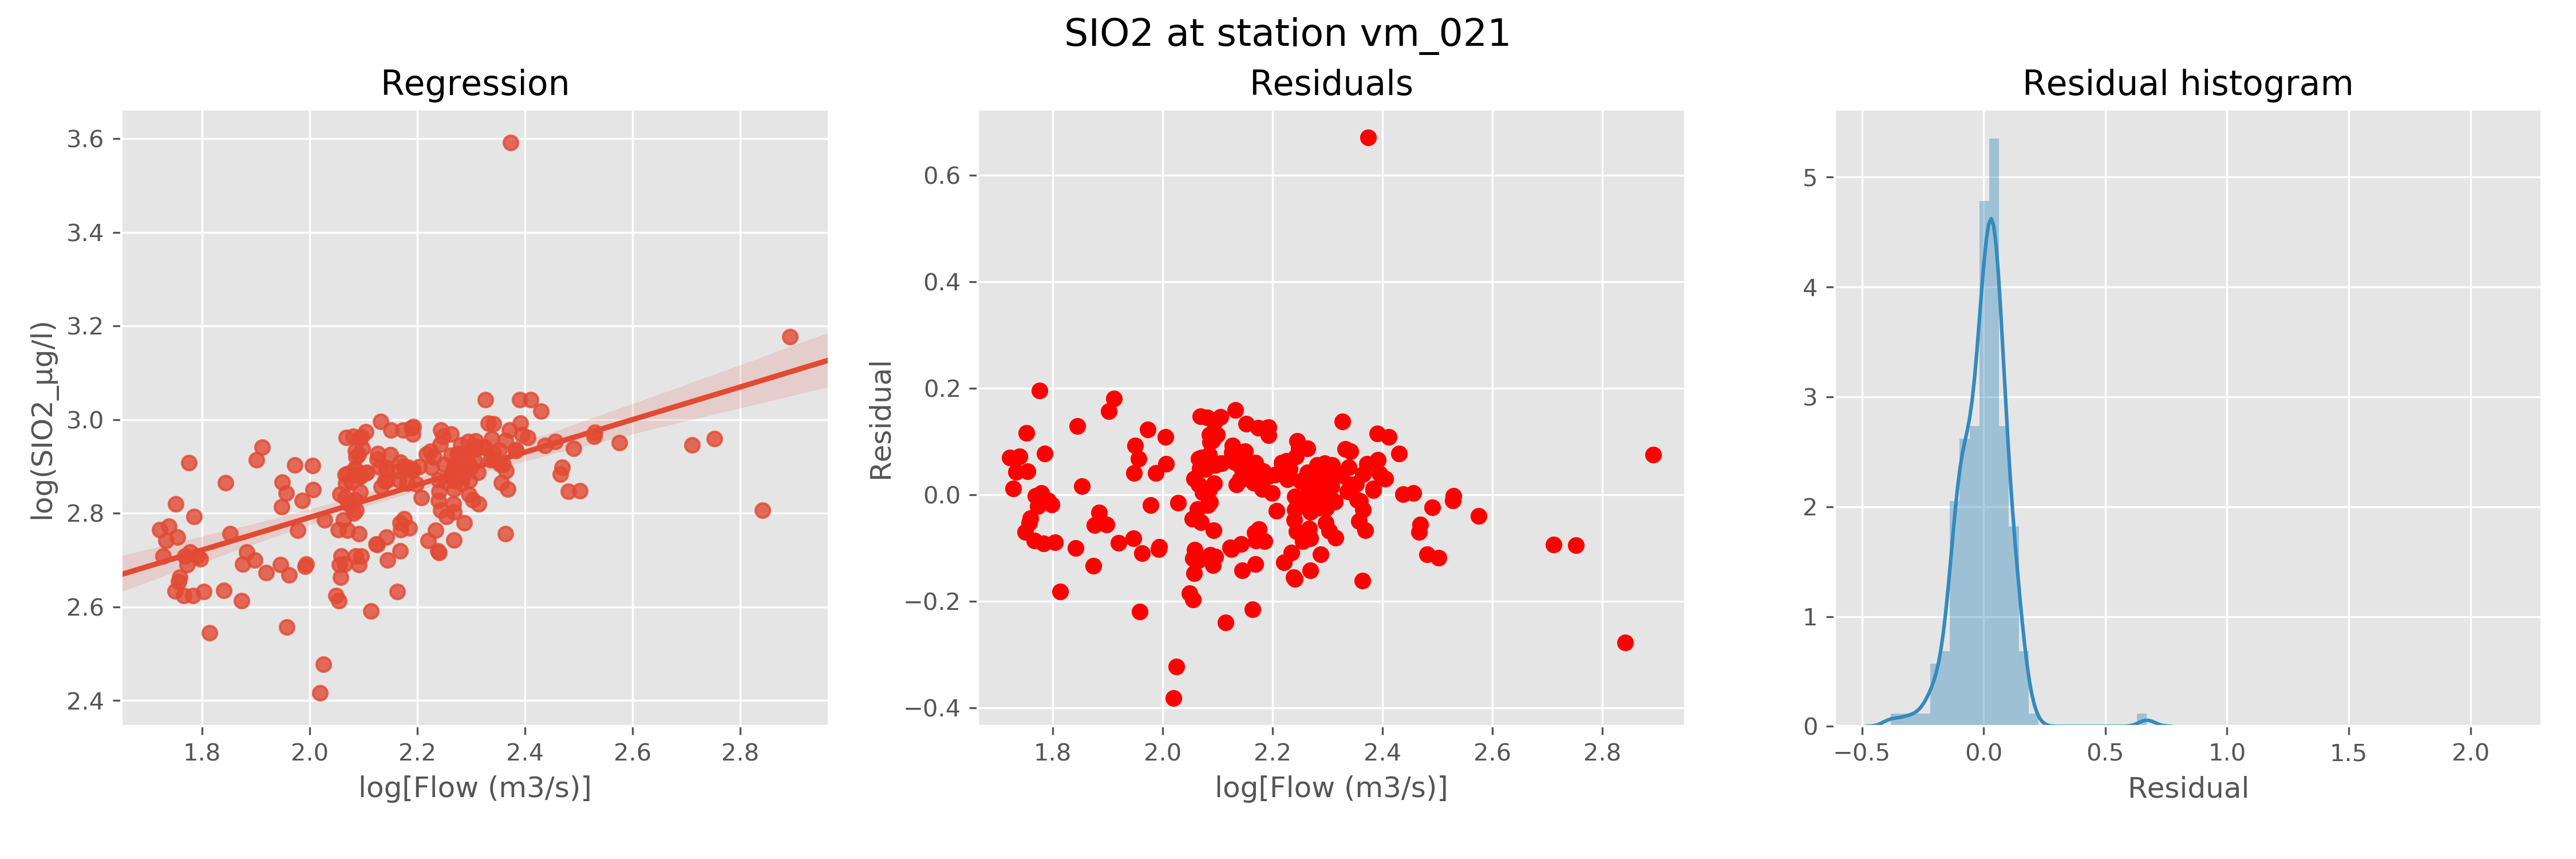 SIO2 at station vm_021
Regression
3.6
3.4
3.2
3.0
2.8
2.6
2.4
log(SIO2_µg/l)
1.8 2.0 2.2 2.4 2.6 2.8
log[Flow (m3/s)]
Residuals
0.6
0.4
0.2
0.0
−0.2
−0.4
Residual
1.8 2.0 2.2 2.4 2.6 2.8
log[Flow (m3/s)]
Residual histogram
5
4
3
2
1
0
−0.5 0.0 0.5 1.0 1.5 2.0
Residual